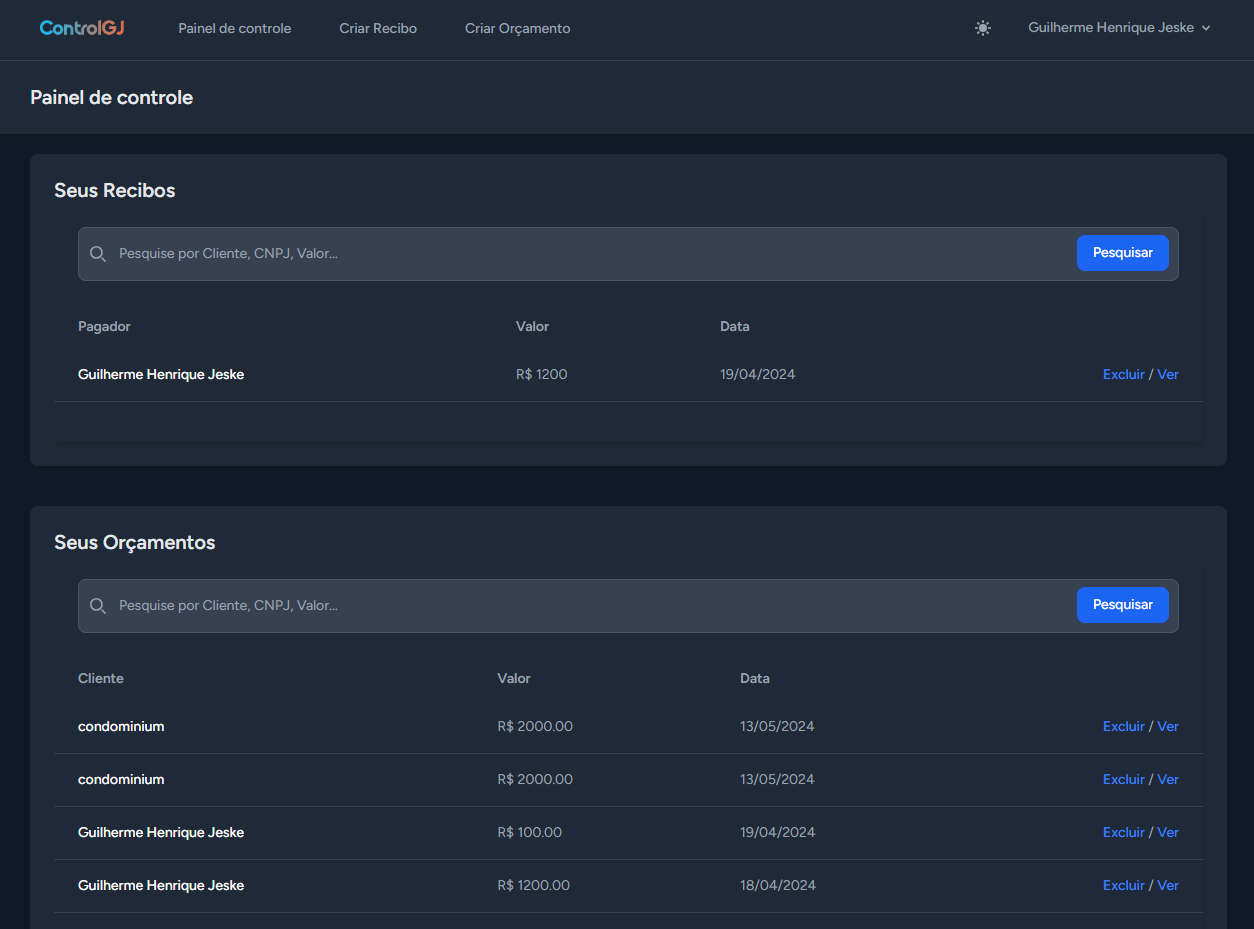 ControlGJ Painel de controle Criar Recibo Criar Orçamento Guilherme Henrique Jeske
Painel de controle
Seus Recibos
Pesquise por Cliente, CNPJ, Valor... Pesquisar
Pagador Valor Data
Guilherme Henrique Jeske R$ 1200 19/04/2024 Excluir / Ver
Seus Orçamentos
Pesquise por Cliente, CNPJ, Valor... Pesquisar
Cliente Valor Data
condominium R$ 2000.00 13/05/2024 Excluir / Ver
condominium R$ 2000.00 13/05/2024 Excluir / Ver
Guilherme Henrique Jeske R$ 100.00 19/04/2024 Excluir / Ver
Guilherme Henrique Jeske R$ 1200.00 18/04/2024 Excluir / Ver